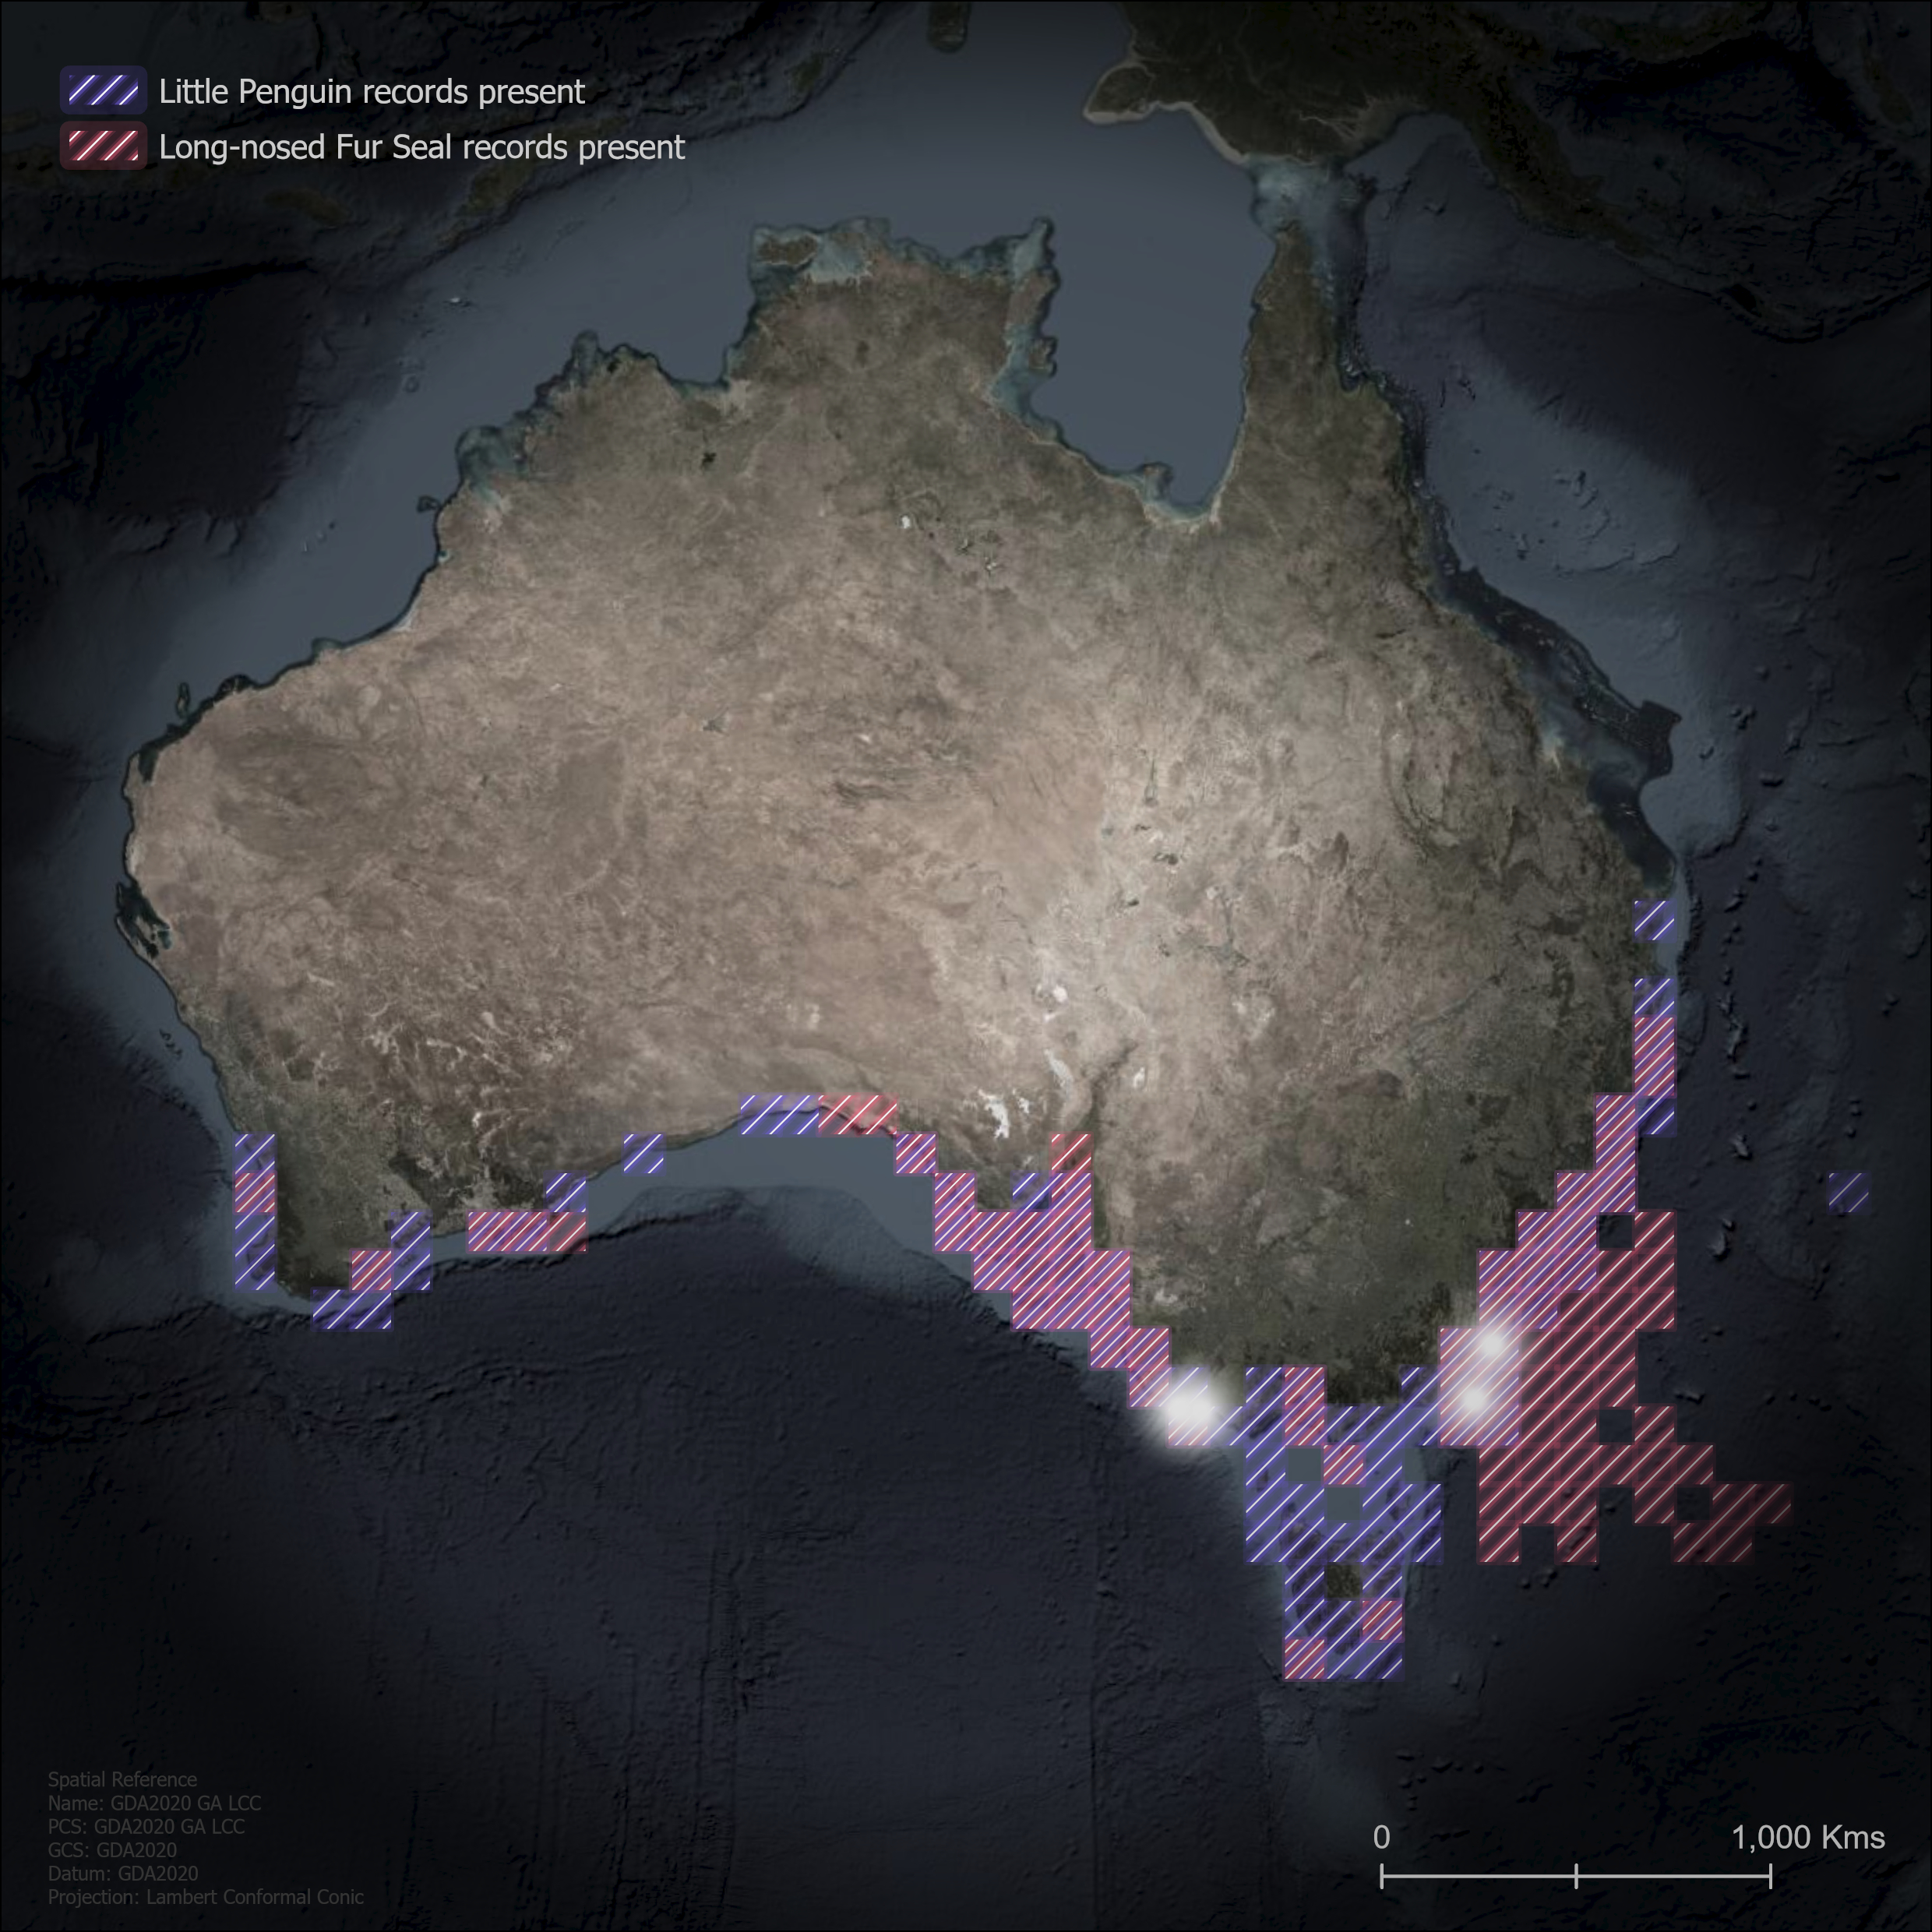 Little Penguin records present
Long-nosed Fur Seal records present
Spatial Reference
Name: GDA2020 GA LCC
PCS: GDA2020 GA LCC
GCS: GDA2020
Datum: GDA2020
Projection: Lambert Conformal Conic
0 1,000 Kms